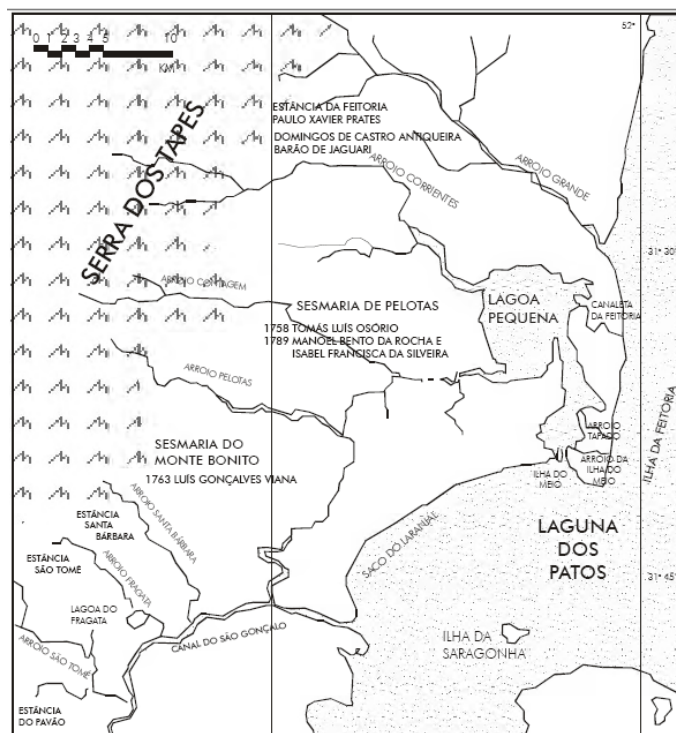 52°
0 1 2 3 4 5 10
KM
ESTÂNCIA DA FEITORIA
PAULO XAVIER PRATES
DOMINGOS DE CASTRO ANTIQUEIRA
BARÃO DE JAGUARI
SERRA DOS TAPES
ARROIO CORRIENTES
ARROIO GRANDE
31° 30'
ARROIO CONTAGEM
SESMARIA DE PELOTAS
LAGOA
PEQUENA
CANALETA
DA FEITORIA
1758 TOMÁS LUÍS OSÓRIO
1789 MANOEL BENTO DA ROCHA E
ISABEL FRANCISCA DA SILVEIRA
ARROIO PELOTAS
SESMARIA DO
MONTE BONITO
1763 LUÍS GONÇALVES VIANA
ARROIO
TAPADO
ARROIO DA
ILHA DO
MEIO
ILHA DO
MEIO
ILHA DA FEITORIA
ESTÂNCIA
SANTA
BÁRBARA
ARROIO SANTA BÁRBARA
ESTÂNCIA
SÃO TOMÉ
ARROIO FRAGATA
SACO DO LARANJAL
LAGUNA
DOS
PATOS
31° 45'
LAGOA DO
FRAGATA
CANAL DO SÃO GONÇALO
ILHA DA
SARAGONHA
ARROIO SÃO TOMÉ
ESTÂNCIA
DO PAVÃO